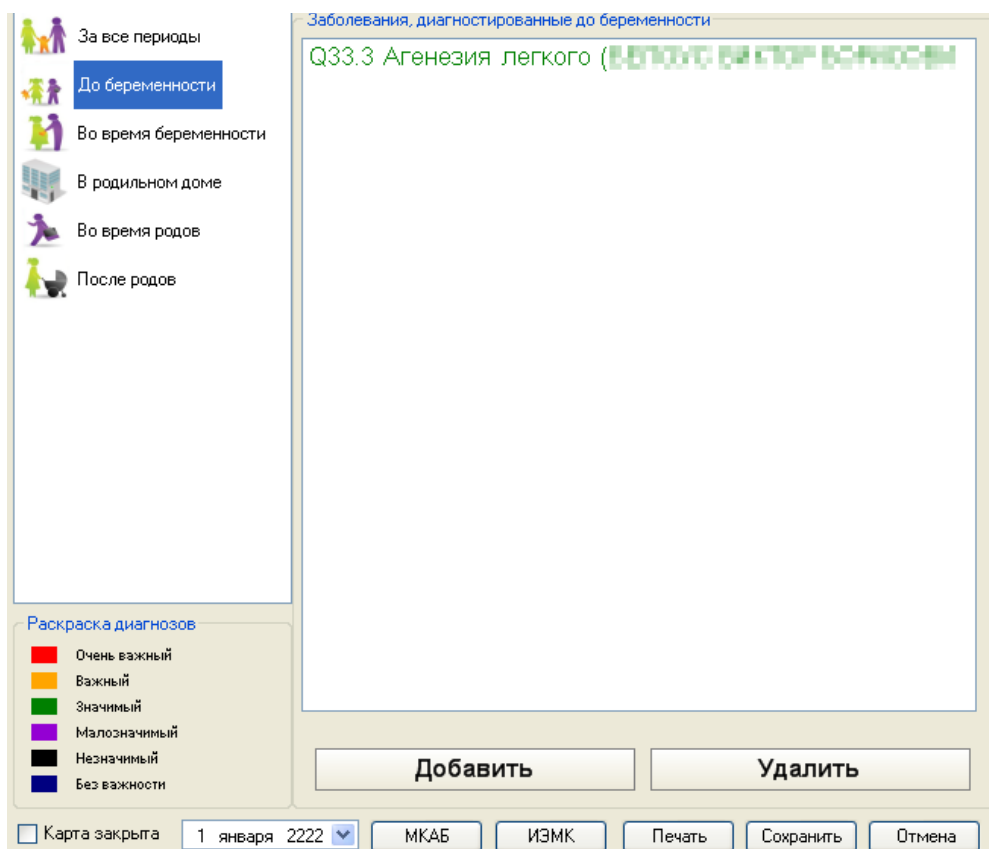 За все периоды
До беременности
Во время беременности
В родильном доме
Во время родов
После родов
Заболевания, диагностированные до беременности
Q33.3 Агенезия легкого (
Раскраска диагнозов
Очень важный
Важный
Значимый
Малозначимый
Незначимый
Без важности
Добавить Удалить
Карта закрыта 1 января 2222 МКАБ ИЭМК Печать Сохранить Отмена